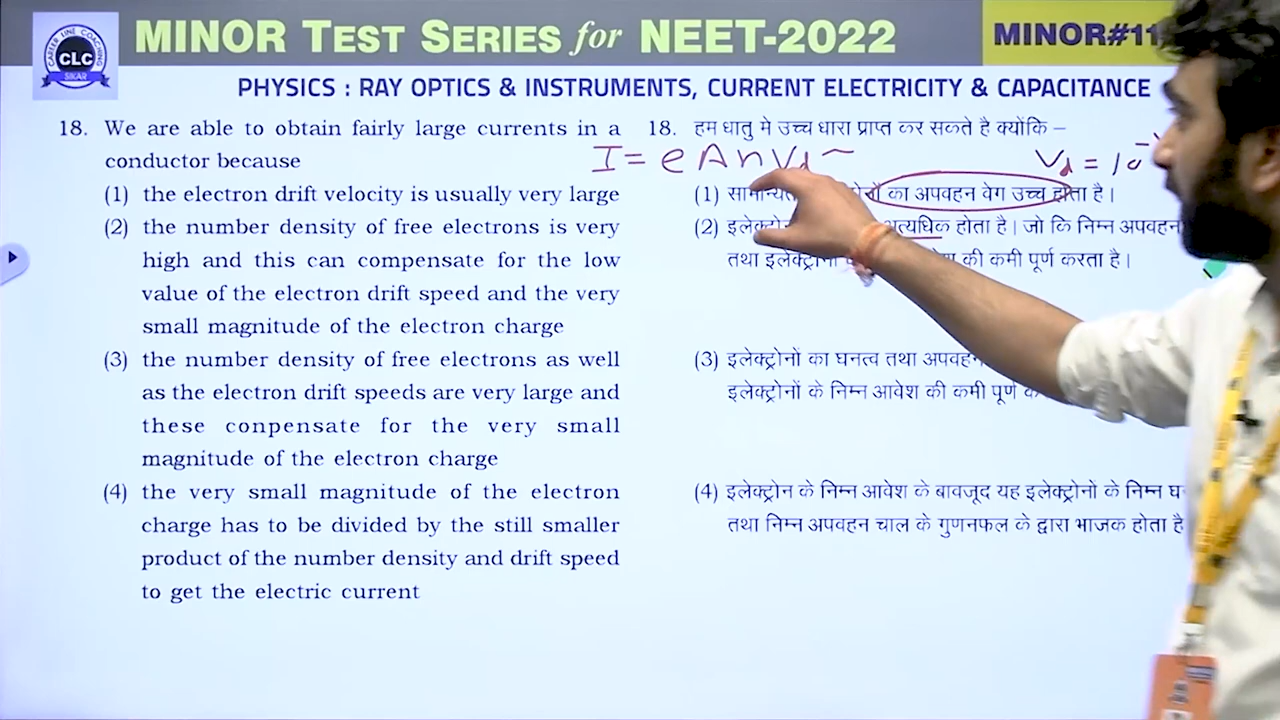 CAREER LINE COACHING
CLC
SIKAR
MINOR TEST SERIES for NEET-2022
MINOR#11
PHYSICS : RAY OPTICS & INSTRUMENTS, CURRENT ELECTRICITY & CAPACITANCE
18. We are able to obtain fairly large currents in a
conductor because
(1) the electron drift velocity is usually very large
(2) the number density of free electrons is very
high and this can compensate for the low
value of the electron drift speed and the very
small magnitude of the electron charge
(3) the number density of free electrons as well
as the electron drift speeds are very large and
these conpensate for the very small
magnitude of the electron charge
(4) the very small magnitude of the electron
charge has to be divided by the still smaller
product of the number density and drift speed
to get the electric current
18. हम धातु मे उच्च धारा प्राप्त कर सकते है क्योंकि –
I = e A n Vd
Vd = 10
(1) का अपवहन वेग उच्च होता है।
(2) होता है। जो कि निम्न अपवहन
तथा की कमी पूर्ण करता है।
(3) इलेक्ट्रोनों का घनत्व तथा
इलेक्ट्रोनों के निम्न आवेश की कमी पूर्ण
(4) इलेक्ट्रोन के निम्न आवेश के बावजूद यह इलेक्ट्रोनों के निम्न
तथा निम्न अपवहन चाल के गुणनफल के द्वारा भाजक होता है